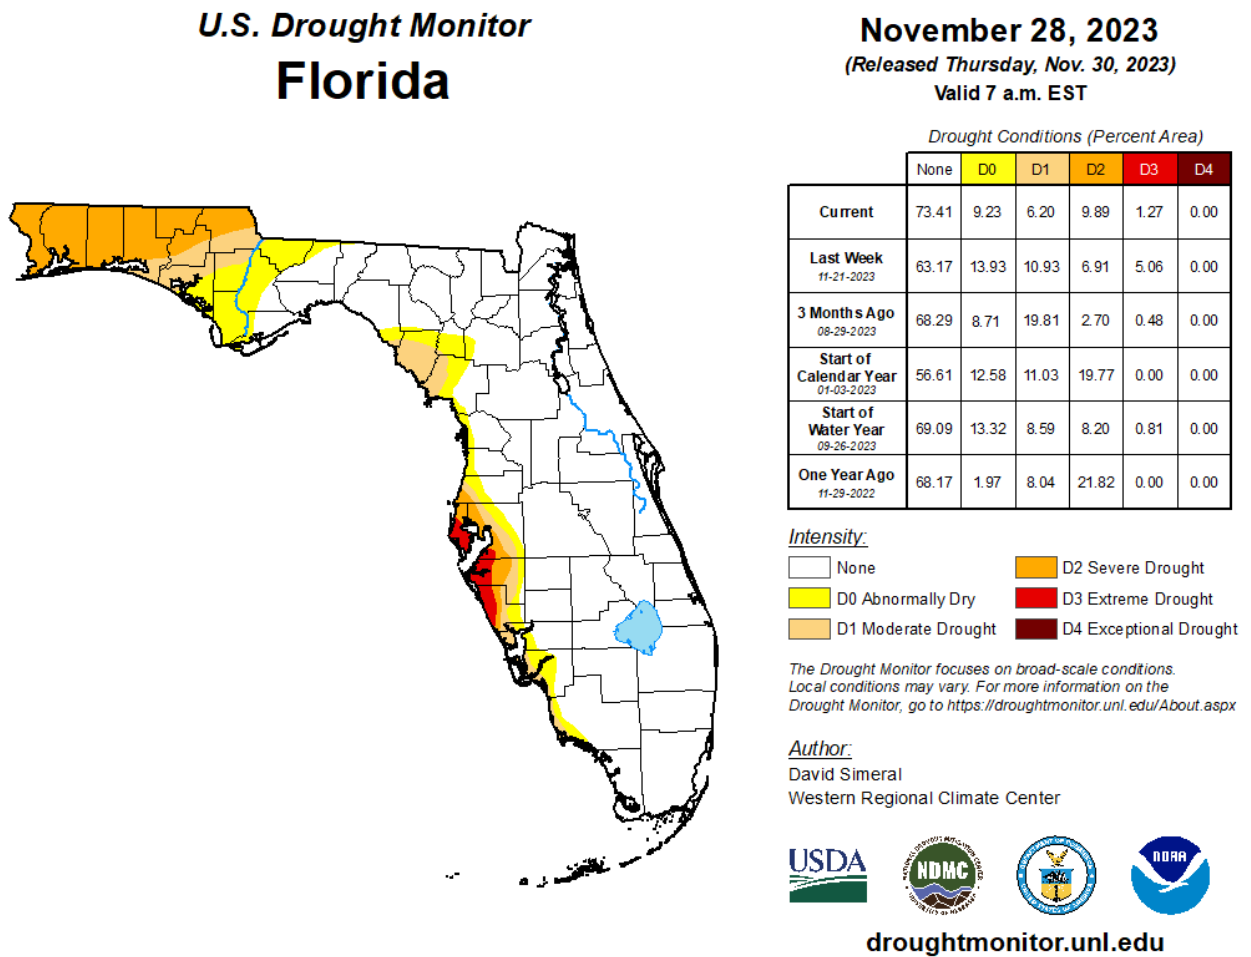 U.S. Drought Monitor
Florida
November 28, 2023
(Released Thursday, Nov. 30, 2023)
Valid 7 a.m. EST
Drought Conditions (Percent Area)
None D0 D1 D2 D3 D4
Current 73.41 9.23 6.20 9.89 1.27 0.00
Last Week
11-21-2023
63.17 13.93 10.93 6.91 5.06 0.00
3 Months Ago
08-29-2023
68.29 8.71 19.81 2.70 0.48 0.00
Start of
Calendar Year
01-03-2023
56.61 12.58 11.03 19.77 0.00 0.00
Start of
Water Year
09-26-2023
69.09 13.32 8.59 8.20 0.81 0.00
One Year Ago
11-29-2022
68.17 1.97 8.04 21.82 0.00 0.00
Intensity:
None
D0 Abnormally Dry
D1 Moderate Drought
D2 Severe Drought
D3 Extreme Drought
D4 Exceptional Drought
The Drought Monitor focuses on broad-scale conditions.
Local conditions may vary. For more information on the
Drought Monitor, go to https://droughtmonitor.unl.edu/About.aspx
Author:
David Simeral
Western Regional Climate Center
USDA
NDMC
NOAA
droughtmonitor.unl.edu